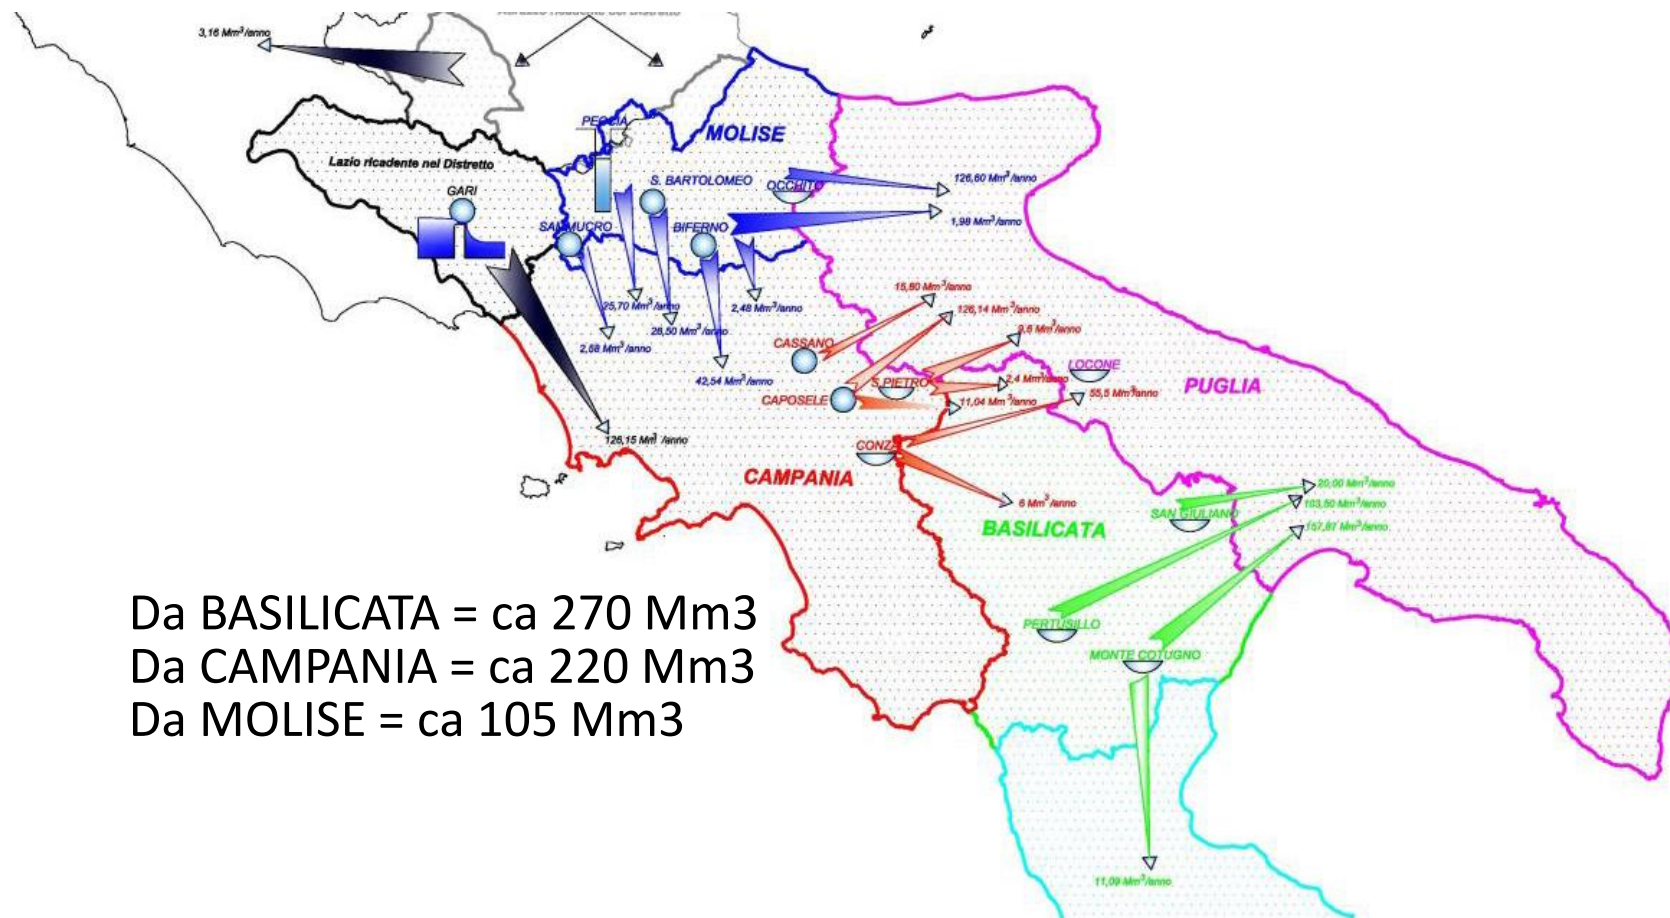 3,16 Mm³/anno
MOLISE
Lazio ricadente nel Distretto
GARI
S. BARTOLOMEO
OCCHITO
126,60 Mm³/anno
1,98 Mm³/anno
SAMMUCRO
BIFERNO
25,70 Mm³/anno
2,48 Mm³/anno
15,80 Mm³/anno
126,14 Mm³/anno
26,50 Mm³/anno
2,58 Mm³/anno
9,6 Mm³/anno
CASSANO
42,54 Mm³/anno
LOCONE
S.PIETRO
2,4 Mm³/anno
PUGLIA
CAPOSELE
11,04 Mm³/anno
55,5 Mm³/anno
126,15 Mm³/anno
CONZA
CAMPANIA
6 Mm³/anno
20,00 Mm³/anno
SAN GIULIANO
BASILICATA
157,87 Mm³/anno
Da BASILICATA = ca 270 Mm3
Da CAMPANIA = ca 220 Mm3
Da MOLISE = ca 105 Mm3
PERTUSILLO
MONTE COTUGNO
11,09 Mm³/anno